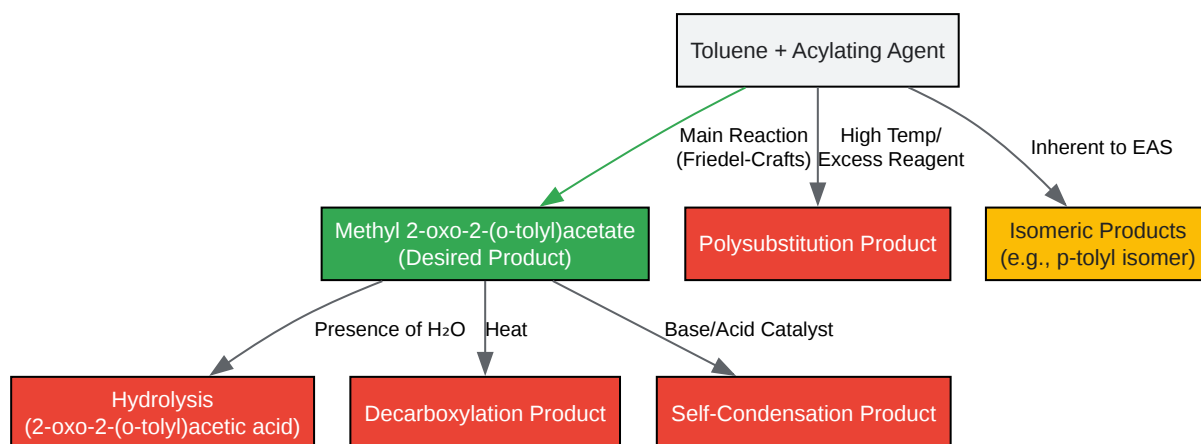 Toluene + Acylating Agent
Main Reaction
(Friedel-Crafts)
High Temp/
Excess Reagent
Inherent to EAS
Methyl 2-oxo-2-(o-tolyl)acetate
(Desired Product)
Polysubstitution Product
Isomeric Products
(e.g., p-tolyl isomer)
Presence of H₂O
Heat
Base/Acid Catalyst
Hydrolysis
(2-oxo-2-(o-tolyl)acetic acid)
Decarboxylation Product
Self-Condensation Product